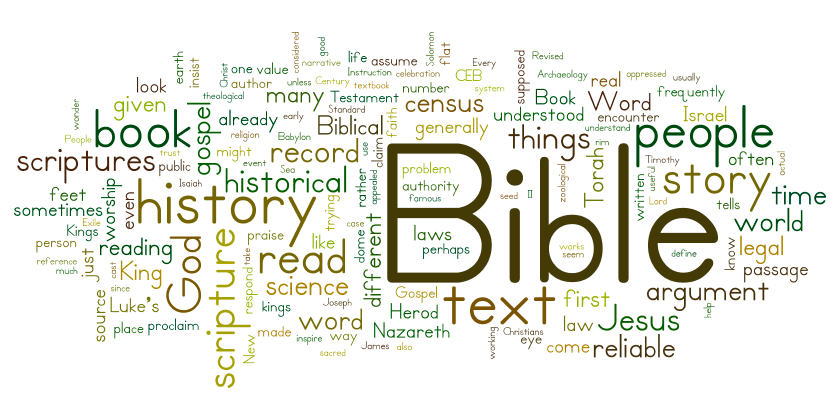 Bible
history
people
book
text
story
read
scripture
God
Jesus
scriptures
historical
record
things
argument
world
time
Word
word
science
different
reliable
first
Torah
gospel
census
reading
many
King
Biblical
Nazareth
Herod
legal
passage
laws
given
already
Testament
number
faith
generally
understood
Book
real
encounter
Israel
frequently
often
written
tells
know
define
law
come
eye
Christians
Gospel
kings
Joseph
made
way
inspire
sacred
James
also
New
respond
take
praise
like
trying
case
dome
perhaps
authority
famous
problem
claim
rather
use
appealed
might
religion
Babylon
early
event
Sea
trust
public
Isaiah
worship
even
feet
sometimes
Kings
Exile
person
reference
much
just
cast
since
source
Luke's
place
proclaim
People
wonder
look
earth
insist
Christ
one
value
author
theological
unless
Century
considered
narrative
good
life
assume
Instruction
textbook
Standard
celebration
Solomon
flat
CEB
Every
system
supposed
Revised
Archaeology
oppressed
usually
understand
rim
Timothy
useful
Lord
actual
zoological
seed
works
seem
help
working